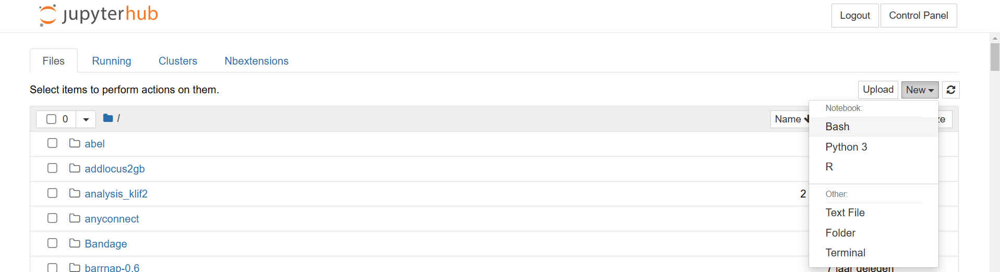 jupyterhub
Logout Control Panel
Files Running Clusters Nbextensions
Select items to perform actions on them.
Upload New
Notebook:
0 / Name ze
Bash
abel
Python 3
addlocus2gb
R
analysis_klif2 2
Other:
anyconnect
Text File
Folder
Bandage
Terminal
barrnap-0.6 7 jaar geleden